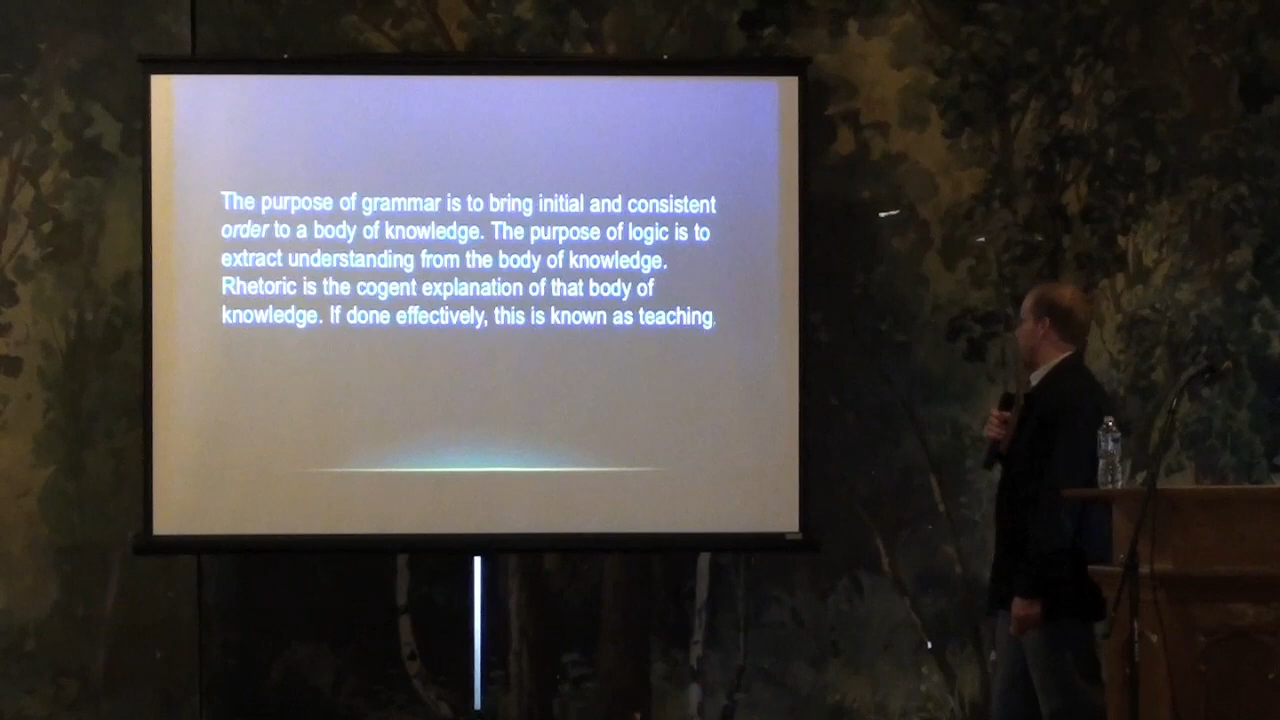 The purpose of grammar is to bring initial and consistent
order to a body of knowledge. The purpose of logic is to
extract understanding from the body of knowledge.
Rhetoric is the cogent explanation of that body of
knowledge. If done effectively, this is known as teaching.